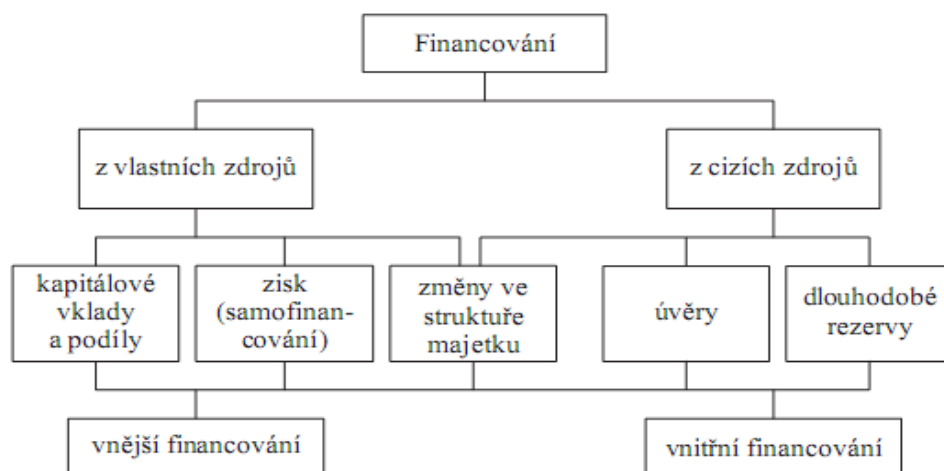 Financování
z vlastních zdrojů
z cizích zdrojů
kapitálové
vklady
a podíly
zisk
(samofinan-
cování)
změny ve
struktuře
majetku
úvěry
dlouhodobé
rezervy
vnější financování
vnitřní financování